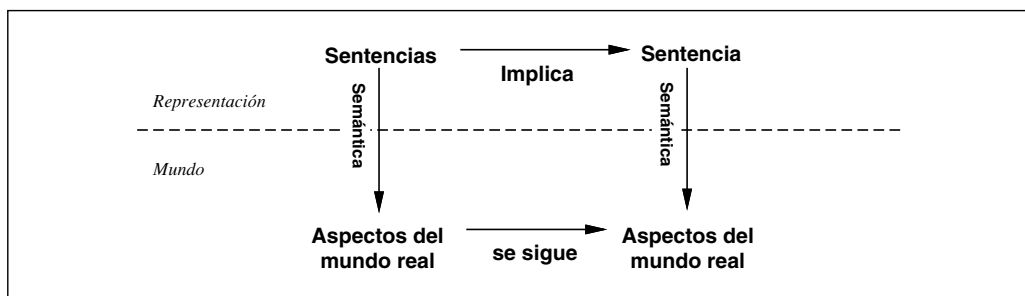 Sentencias
Sentencia
Implica
Representación
Semántica
Semántica
Mundo
Aspectos del
mundo real
se sigue
Aspectos del
mundo real